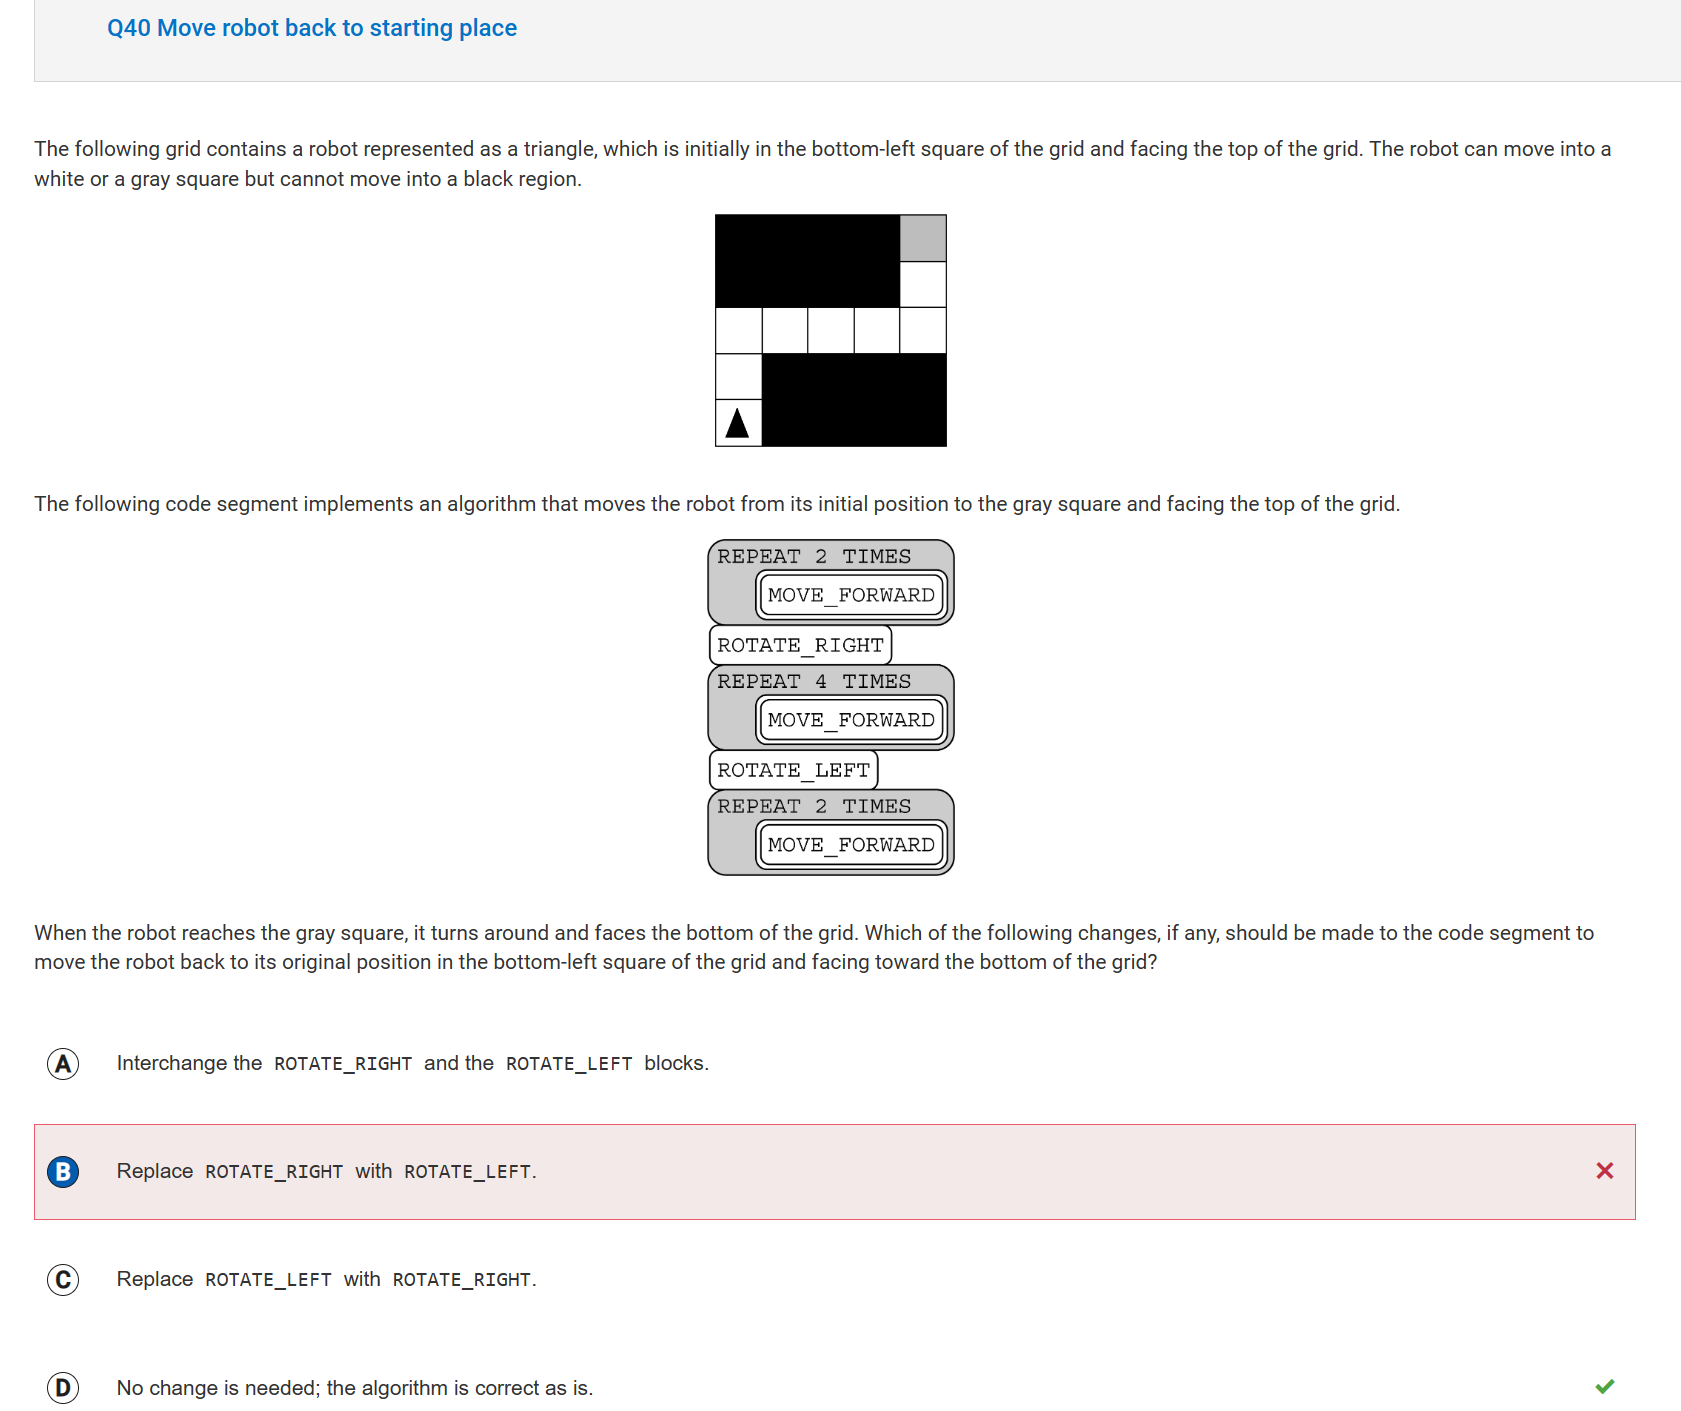 Q40 Move robot back to starting place
The following grid contains a robot represented as a triangle, which is initially in the bottom-left square of the grid and facing the top of the grid. The robot can move into a
white or a gray square but cannot move into a black region.
The following code segment implements an algorithm that moves the robot from its initial position to the gray square and facing the top of the grid.
REPEAT 2 TIMES
MOVE_FORWARD
ROTATE_RIGHT
REPEAT 4 TIMES
MOVE_FORWARD
ROTATE_LEFT
REPEAT 2 TIMES
MOVE_FORWARD
When the robot reaches the gray square, it turns around and faces the bottom of the grid. Which of the following changes, if any, should be made to the code segment to
move the robot back to its original position in the bottom-left square of the grid and facing toward the bottom of the grid?
A Interchange the ROTATE_RIGHT and the ROTATE_LEFT blocks.
B Replace ROTATE_RIGHT with ROTATE_LEFT.
C Replace ROTATE_LEFT with ROTATE_RIGHT.
D No change is needed; the algorithm is correct as is.